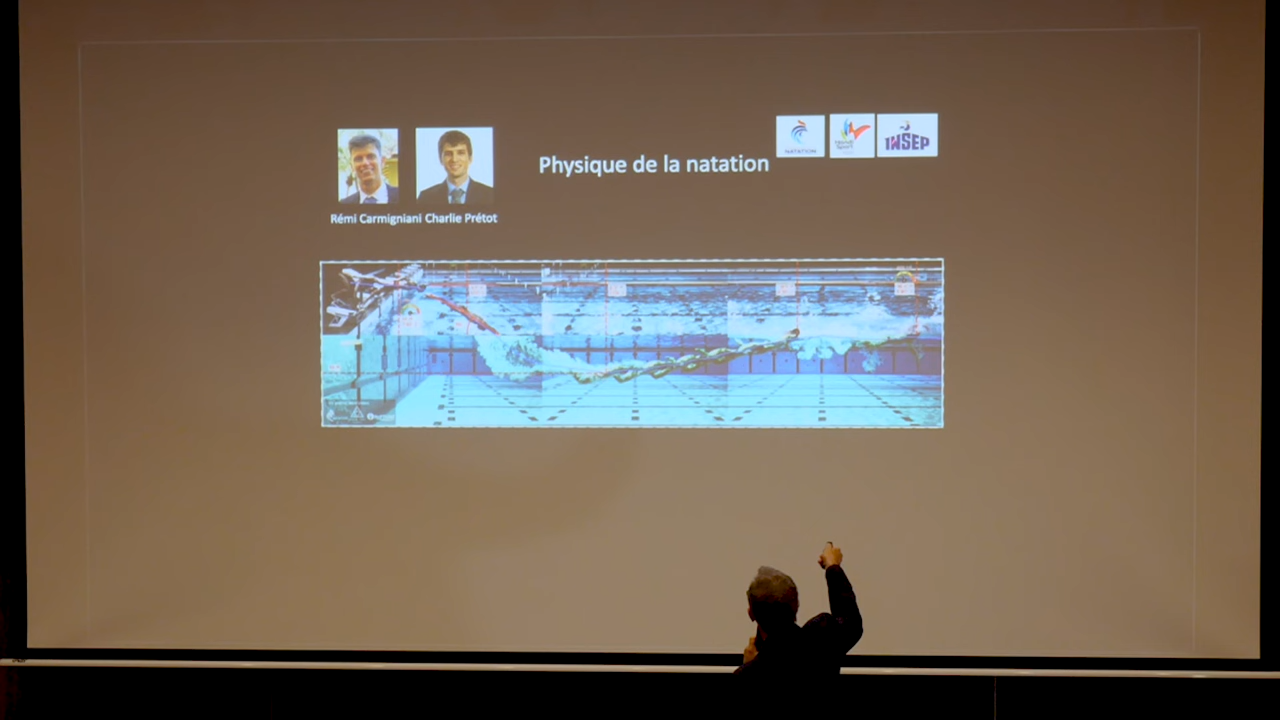 Physique de la natation
NATATION
INSEP
Rémi Carmigniani Charlie Prétot